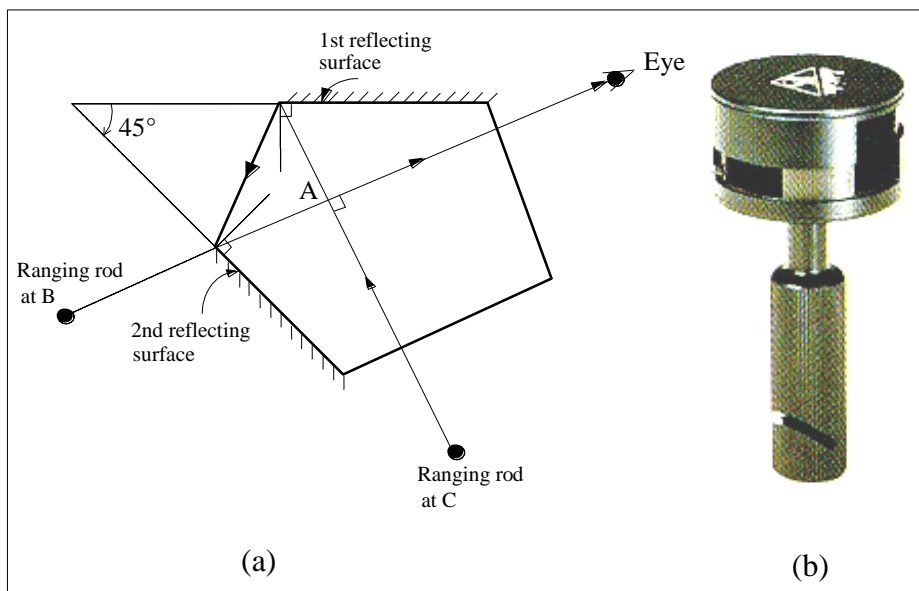 1st reflecting
surface
Eye
45°
A
Ranging rod
at B
2nd reflecting
surface
Ranging rod
at C
(a)
(b)